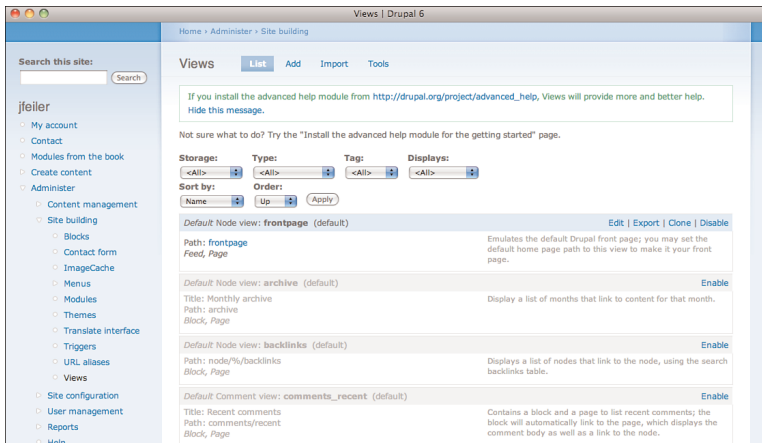 Views | Drupal 6
Home › Administer › Site building
Search this site:
Search
jfeiler
My account
Contact
Modules from the book
Create content
Administer
Content management
Site building
Blocks
Contact form
ImageCache
Menus
Modules
Themes
Translate interface
Triggers
URL aliases
Views
Site configuration
User management
Reports
Help
Views List Add Import Tools
If you install the advanced help module from http://drupal.org/project/advanced_help, Views will provide more and better help.
Hide this message.
Not sure what to do? Try the "Install the advanced help module for the getting started" page.
Storage: Type: Tag: Displays:
<All> <All> <All> <All>
Sort by: Order:
Name Up Apply
Default Node view: frontpage (default) Edit | Export | Clone | Disable
Path: frontpage
Feed, Page
Emulates the default Drupal front page; you may set the
default home page path to this view to make it your front
page.
Default Node view: archive (default) Enable
Title: Monthly archive
Path: archive
Block, Page
Display a list of months that link to content for that month.
Default Node view: backlinks (default) Enable
Path: node/%/backlinks
Block, Page
Displays a list of nodes that link to the node, using the search
backlinks table.
Default Comment view: comments_recent (default) Enable
Title: Recent comments
Path: comments/recent
Block, Page
Contains a block and a page to list recent comments; the
block will automatically link to the page, which displays the
comment body as well as a link to the node.